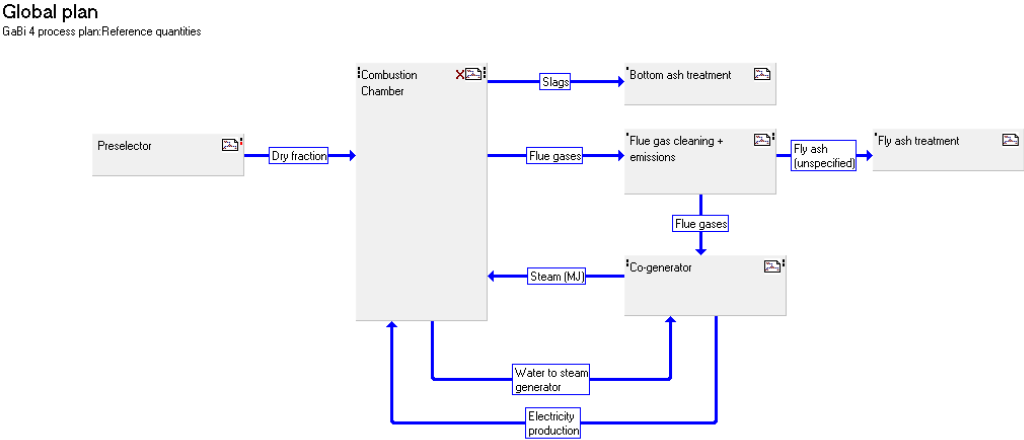 Global plan
GaBi 4 process plan:Reference quantities
Combustion
Chamber
Slags
Bottom ash treatment
Preselector
Dry fraction
Flue gases
Flue gas cleaning +
emissions
Fly ash
(unspecified)
Fly ash treatment
Flue gases
Steam (MJ)
Co-generator
Water to steam
generator
Electricity
production